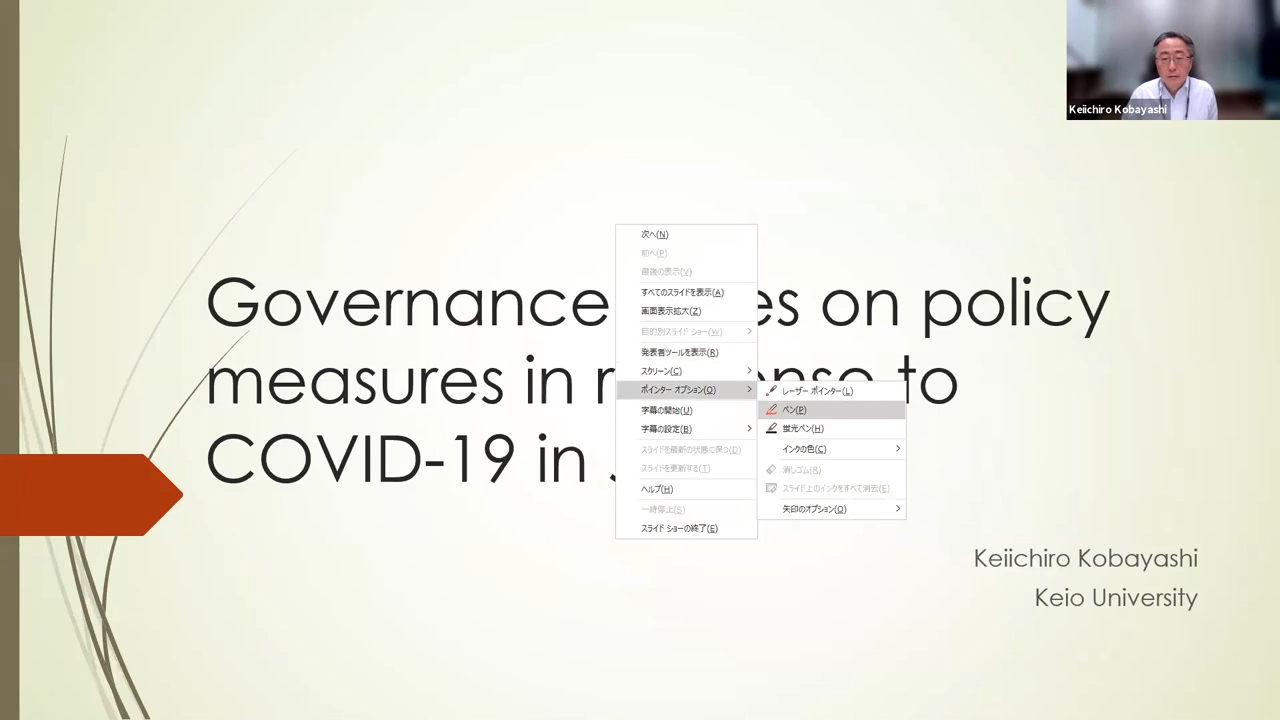 Keiichiro Kobayashi
Governance es on policy
measures in to
COVID-19 in
次へ(N)
前へ(P)
最後の表示(V)
すべてのスライドを表示(A)
画面表示拡大(Z)
目的別スライド ショー(W)
発表者ツールを表示(R)
スクリーン(C)
ポインター オプション(O)
字幕の開始(U)
字幕の設定(B)
スライドを最新の状態に保つ(D)
スライドを更新する(T)
ヘルプ(H)
一時停止(S)
スライド ショーの終了(E)
レーザー ポインター(L)
ペン(P)
蛍光ペン(H)
インクの色(C)
消しゴム(R)
スライド上のインクをすべて消去(E)
矢印のオプション(O)
Keiichiro Kobayashi
Keio University